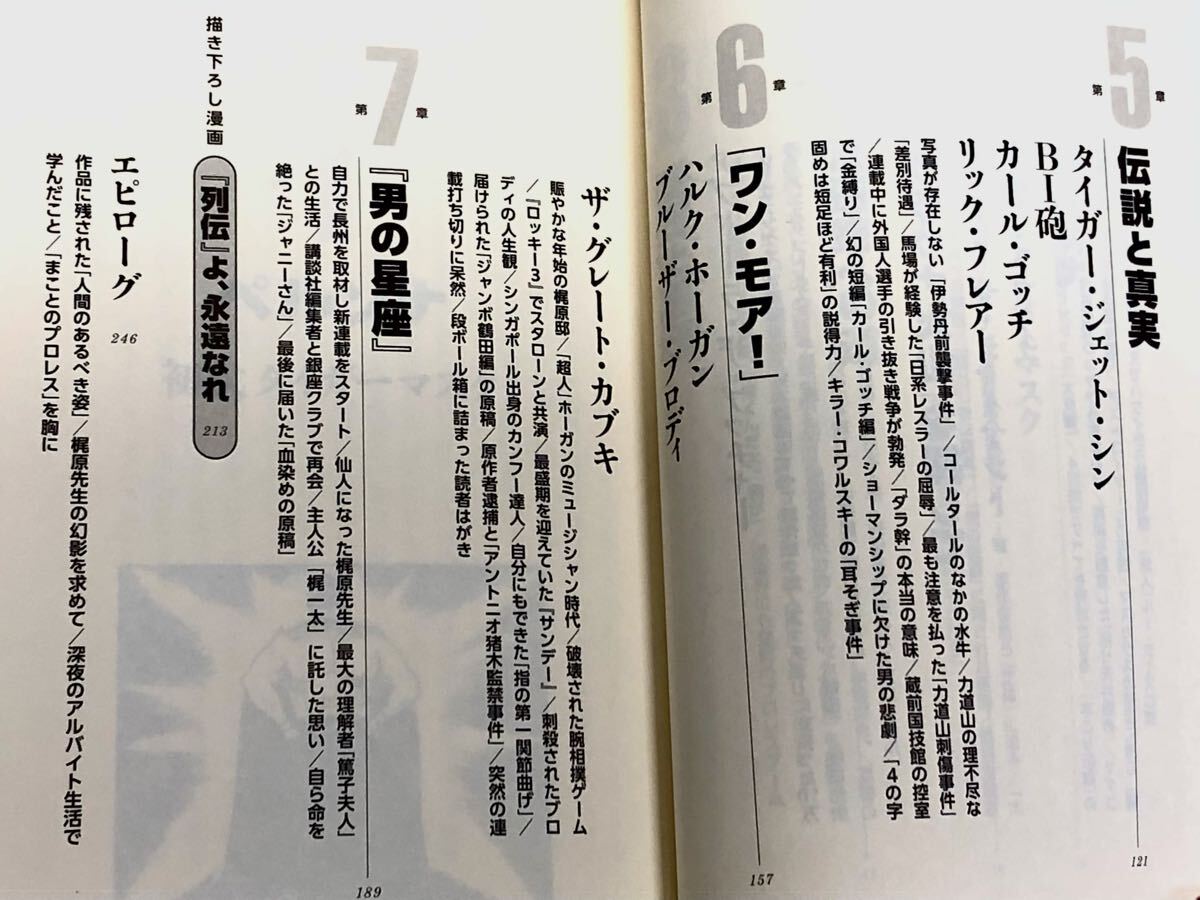 第5章
伝説と真実
タイガー・ジェット・シン
BI砲
カール・ゴッチ
リック・フレアー
写真が存在しない「伊勢丹前襲撃事件」/コールタールのなかの水牛/力道山の理不尽な
「差別待遇」/馬場が経験した「日系レスラーの屈辱」/最も注意を払った「力道山刺傷事件」
/連載中に外国人選手の引き抜き戦争が勃発/「ダラ幹」の本当の意味/蔵前国技館の控室
で「金縛り」/幻の短編「カール・ゴッチ編」/ショーマンシップに欠けた男の悲劇/「4の字
固めは短足ほど有利」の説得力/キラー・コワルスキーの「耳そぎ事件」
121
第6章
「ワン・モア!」
ハルク・ホーガン
ブルーザー・ブロディ
157
ザ・グレート・カブキ
賑やかな年始の梶原邸/「超人」ホーガンのミュージシャン時代/破壊された腕相撲ゲーム
/『ロッキー3』でスタローンと共演/最盛期を迎えていた『サンデー』/刺殺されたブロ
ディの人生観/シンガポール出身のカンフー達人/自分にもできた「指の第一関節曲げ」/
届けられた「ジャンボ鶴田編」の原稿/原作者逮捕と「アントニオ猪木監禁事件」/突然の連
載打ち切りに呆然/段ボール箱に詰まった読者はがき
第7章
『男の星座』
自力で長州を取材し新連載をスタート/仙人になった梶原先生/最大の理解者「篤子夫人」
との生活/講談社編集者と銀座クラブで再会/主人公「梶一太」に託した思い/自ら命を
絶った「ジャニーさん」/最後に届いた「血染めの原稿」
189
描き下ろし漫画
『列伝』よ、永遠なれ
213
エピローグ
246
作品に残された「人間のあるべき姿」/梶原先生の幻影を求めて/深夜のアルバイト生活で
学んだこと/「まことのプロレス」を胸に